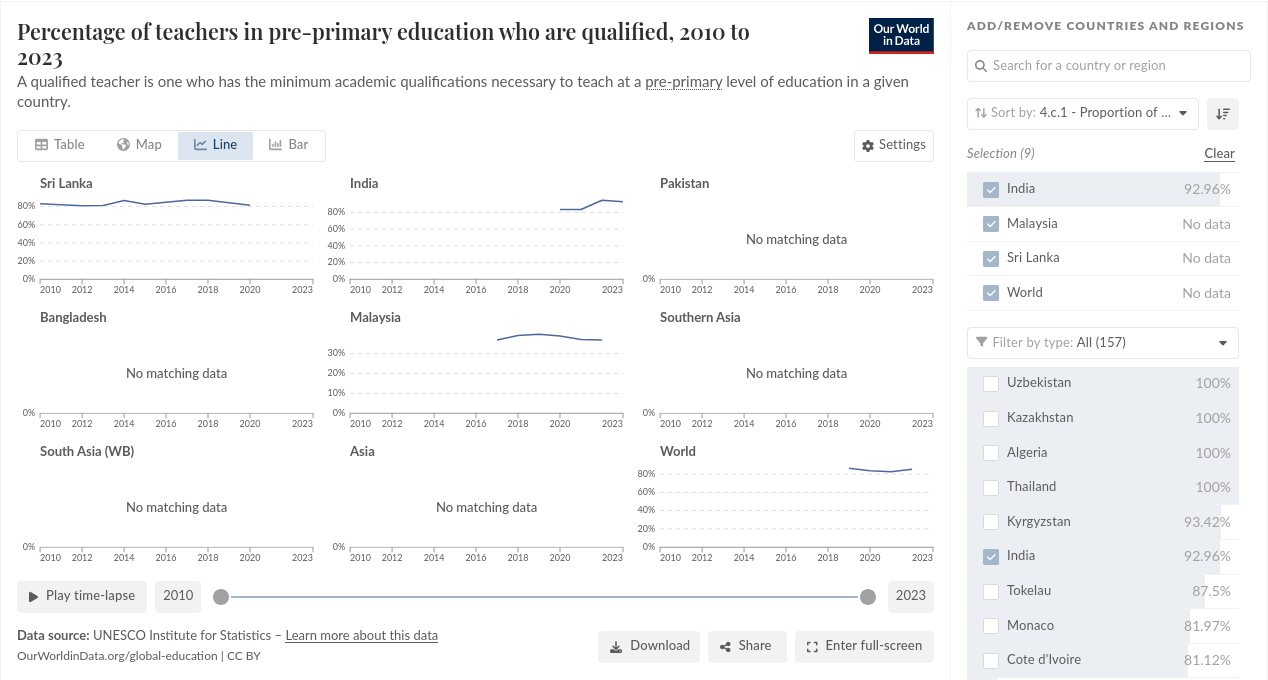 Percentage of teachers in pre-primary education who are qualified, 2010 to
2023
Our World
in Data
A qualified teacher is one who has the minimum academic qualifications necessary to teach at a pre-primary level of education in a given
country.
Table
Map
Line
Bar
Settings
Sri Lanka
80%
60%
40%
20%
0%
2010 2012 2014 2016 2018 2020 2023
India
80%
60%
40%
20%
0%
2010 2012 2014 2016 2018 2020 2023
Pakistan
No matching data
0%
2010 2012 2014 2016 2018 2020 2023
Bangladesh
No matching data
0%
2010 2012 2014 2016 2018 2020 2023
Malaysia
30%
20%
10%
0%
2010 2012 2014 2016 2018 2020 2023
Southern Asia
No matching data
0%
2010 2012 2014 2016 2018 2020 2023
South Asia (WB)
No matching data
0%
2010 2012 2014 2016 2018 2020 2023
Asia
No matching data
0%
2010 2012 2014 2016 2018 2020 2023
World
80%
60%
40%
20%
0%
2010 2012 2014 2016 2018 2020 2023
Play time-lapse
2010
2023
Data source: UNESCO Institute for Statistics – Learn more about this data
OurWorldinData.org/global-education | CC BY
Download
Share
Enter full-screen
ADD/REMOVE COUNTRIES AND REGIONS
Search for a country or region
Sort by: 4.c.1 - Proportion of ...
Selection (9)
Clear
India 92.96%
Malaysia No data
Sri Lanka No data
World No data
Filter by type: All (157)
Uzbekistan 100%
Kazakhstan 100%
Algeria 100%
Thailand 100%
Kyrgyzstan 93.42%
India 92.96%
Tokelau 87.5%
Monaco 81.97%
Cote d'Ivoire 81.12%